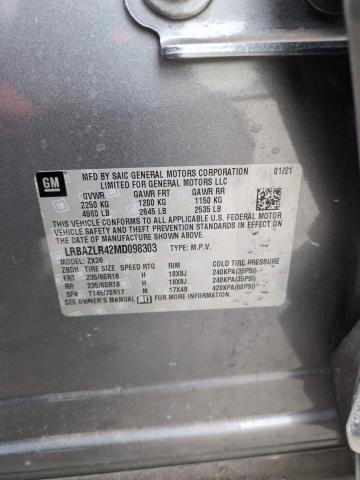 GM
MFD BY SAIC GENERAL MOTORS CORPORATION 01/21
LIMITED FOR GENERAL MOTORS LLC
GVWR GAWR FRT GAWR RR
2250 KG 1200 KG 1150 KG
4960 LB 2645 LB 2535 LB
THIS VEHICLE CONFORMS TO ALL APPLICABLE U.S. FEDERAL MOTOR
VEHICLE SAFETY AND THEFT PREVENTION STANDARDS IN
EFFECT ON THE DATE OF MANUFACTURE SHOWN ABOVE.
LRBAZLR42MD098303 TYPE: M.P.V.
MODEL: ZX26
ZBDH TIRE SIZE SPEED RTG RIM COLD TIRE PRESSURE
FRT 235/60R18 H 18X8J 240KPA(35PSI)
RR 235/60R18 H 18X8J 240KPA(35PSI)
SPA T145/70R17 M 17X4B 420KPA(60PSI)
SEE OWNER'S MANUAL FOR MORE INFORMATION.